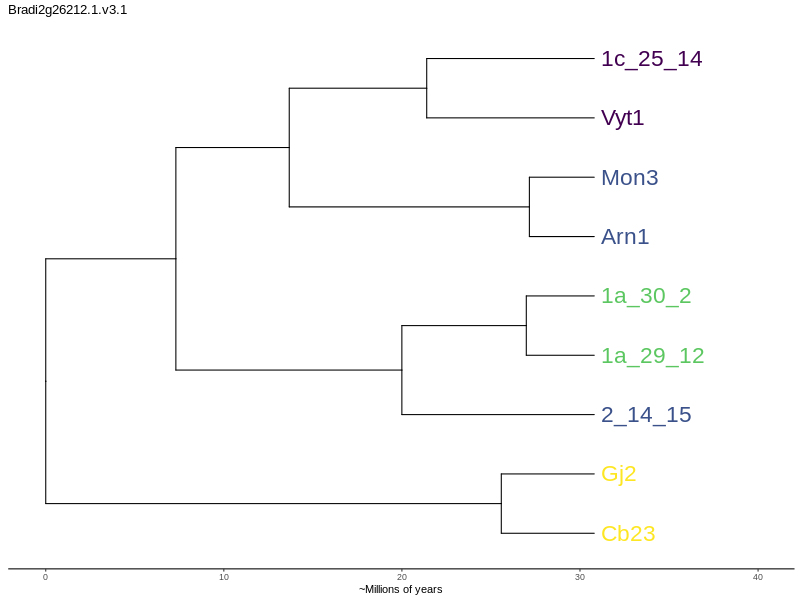 Bradi2g26212.1.v3.1
1c_25_14
Vyt1
Mon3
Arn1
1a_30_2
1a_29_12
2_14_15
Gj2
Cb23
0 10 20 30 40
~Millions of years